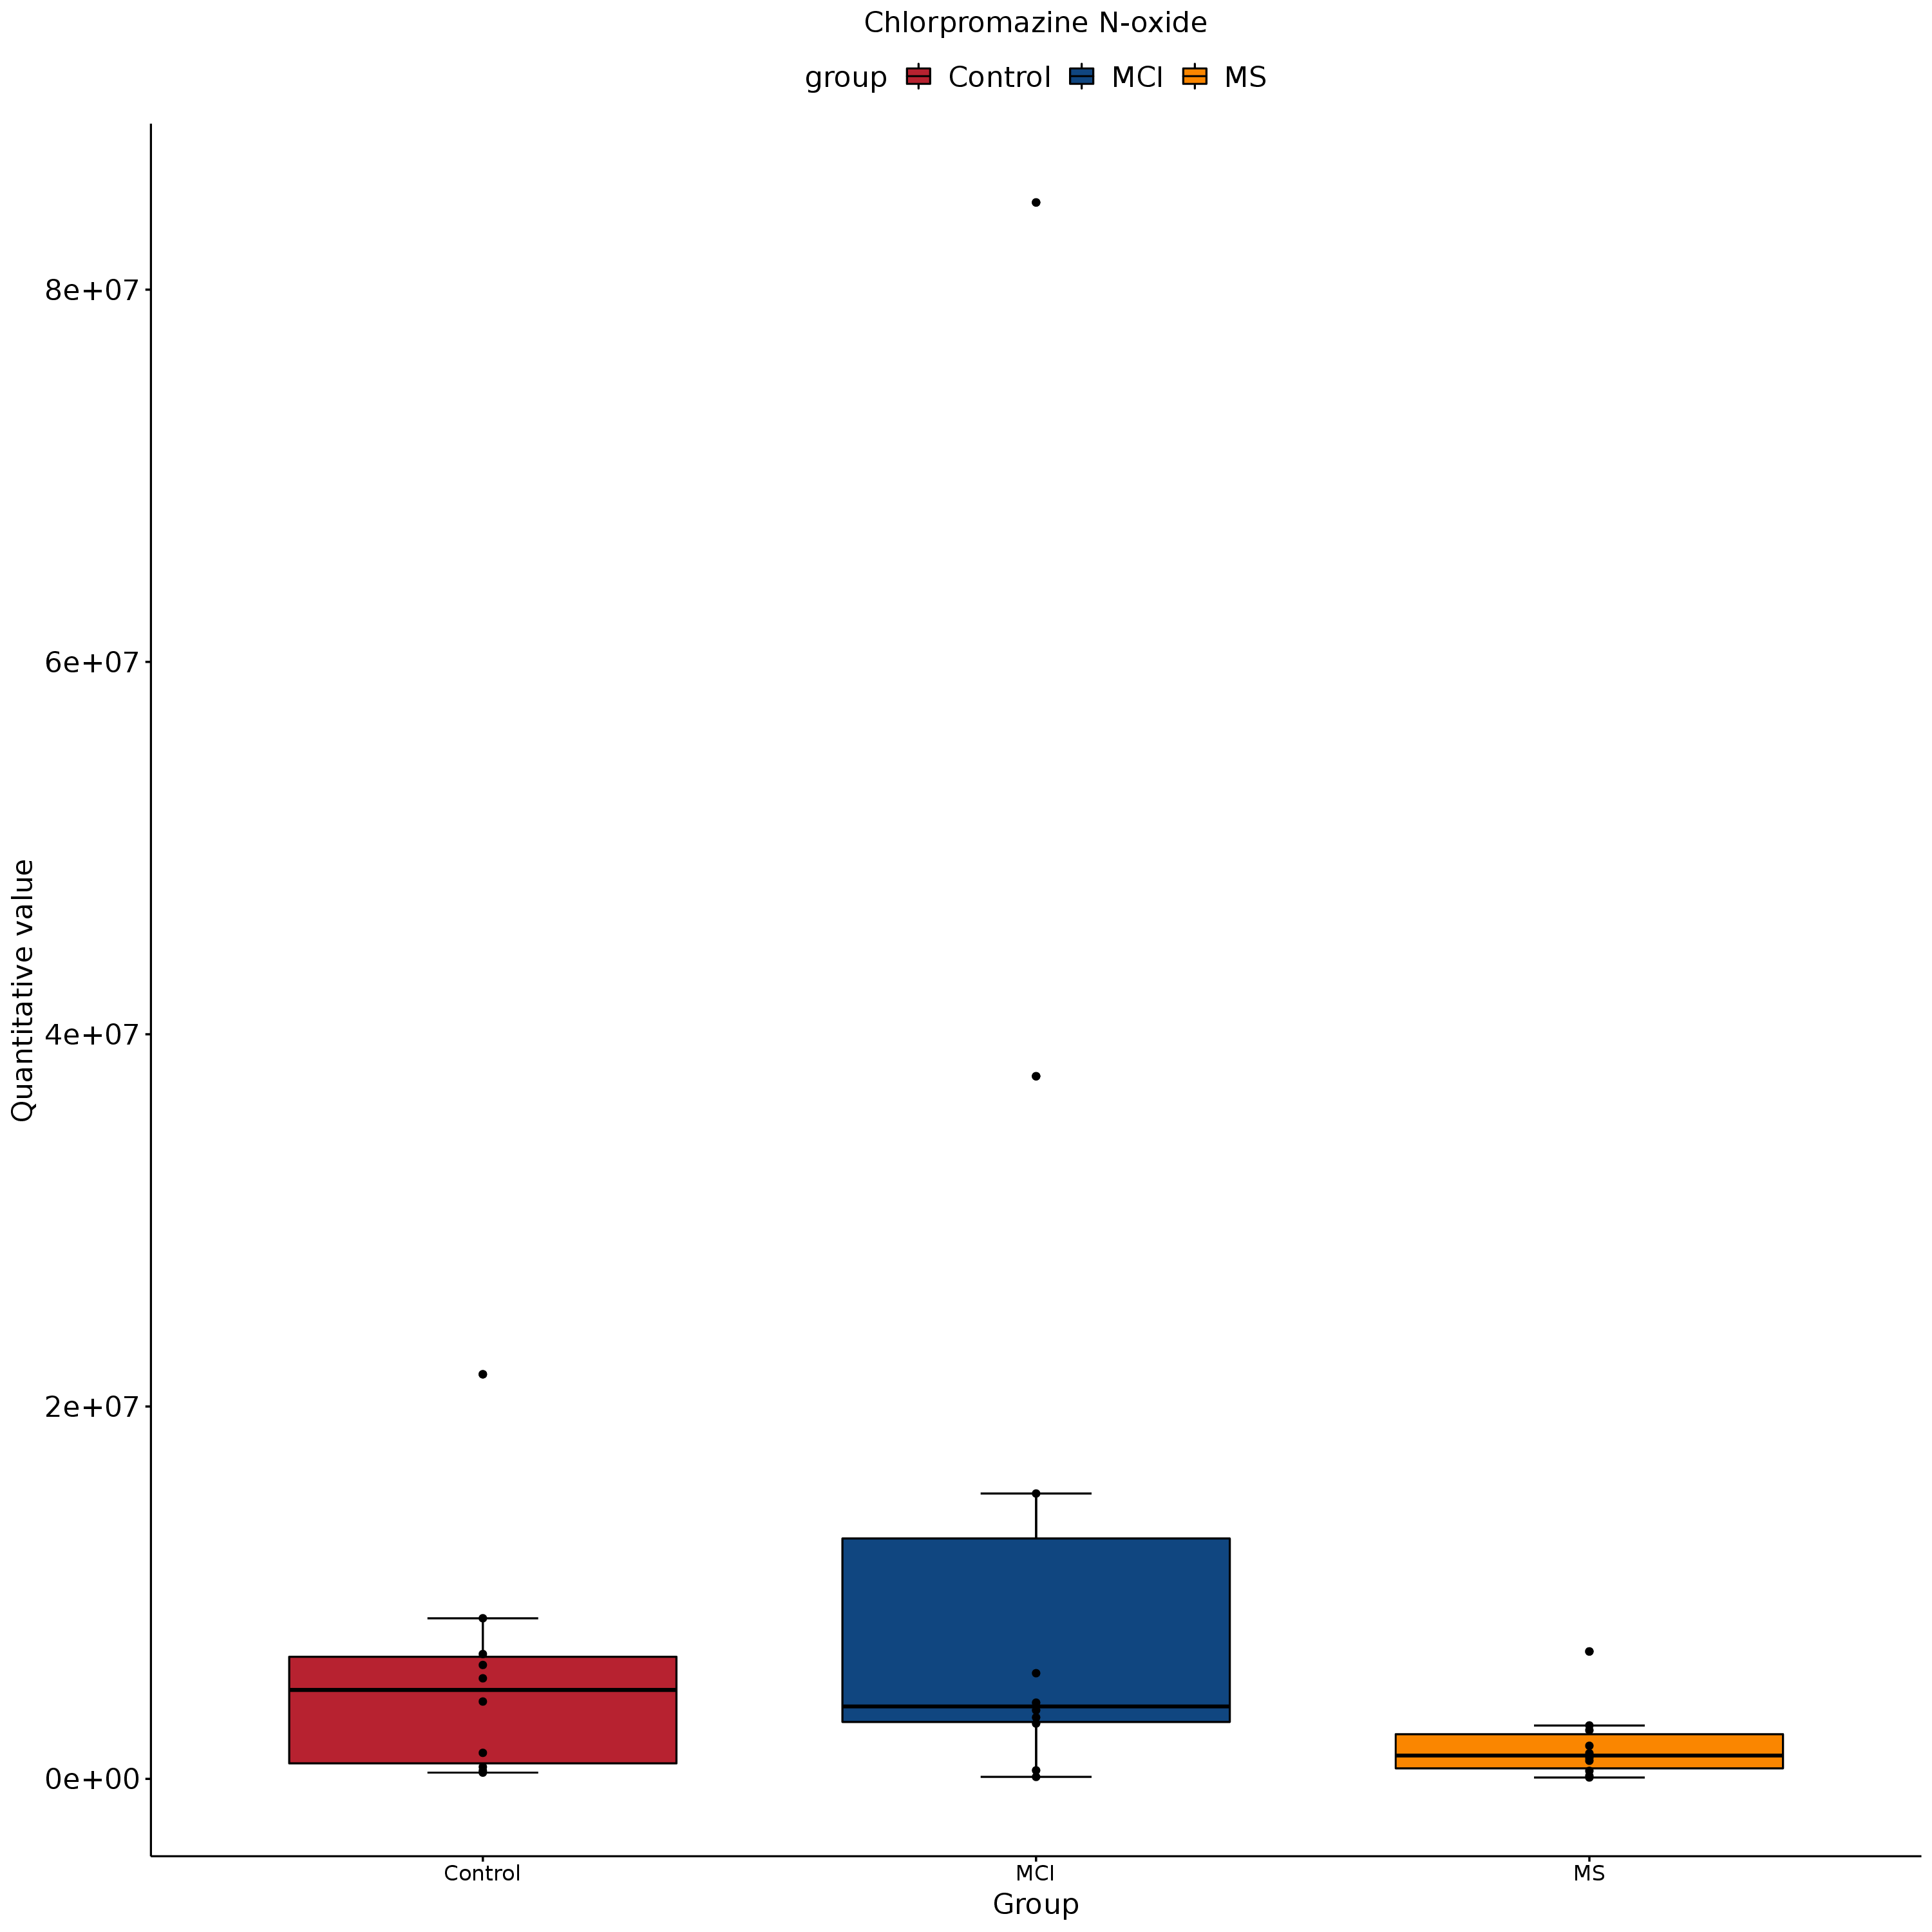 Chlorpromazine N-oxide
group Control MCI MS
8e+07
6e+07
4e+07
2e+07
0e+00
Quantitative value
Control MCI MS
Group